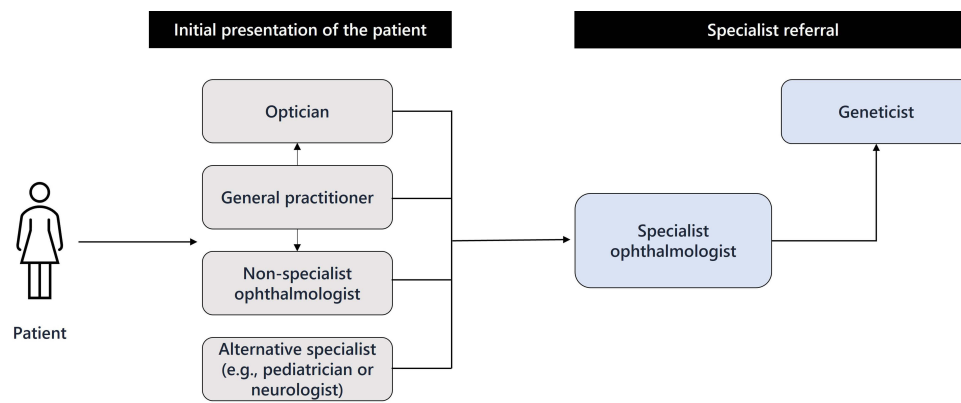 Initial presentation of the patient
Specialist referral
Optician
Geneticist
General practitioner
Specialist
ophthalmologist
Non-specialist
ophthalmologist
Patient
Alternative specialist
(e.g., pediatrician or
neurologist)